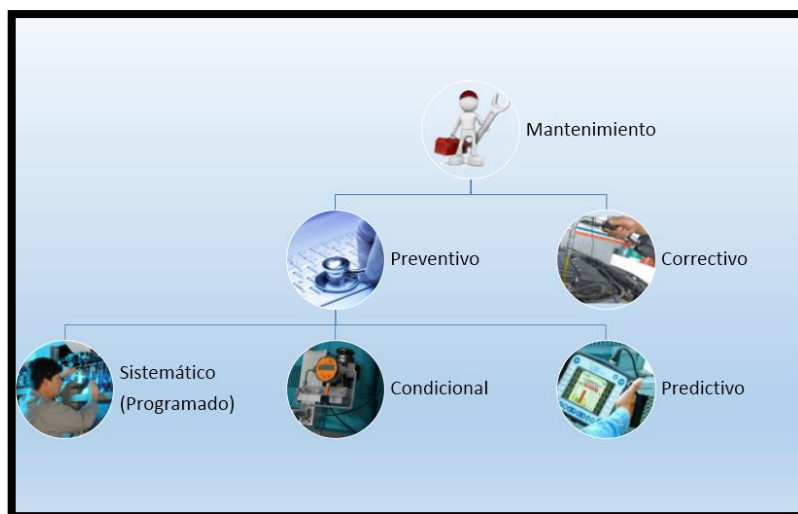 Mantenimiento
Preventivo
Correctivo
Sistemático
(Programado)
Condicional
Predictivo